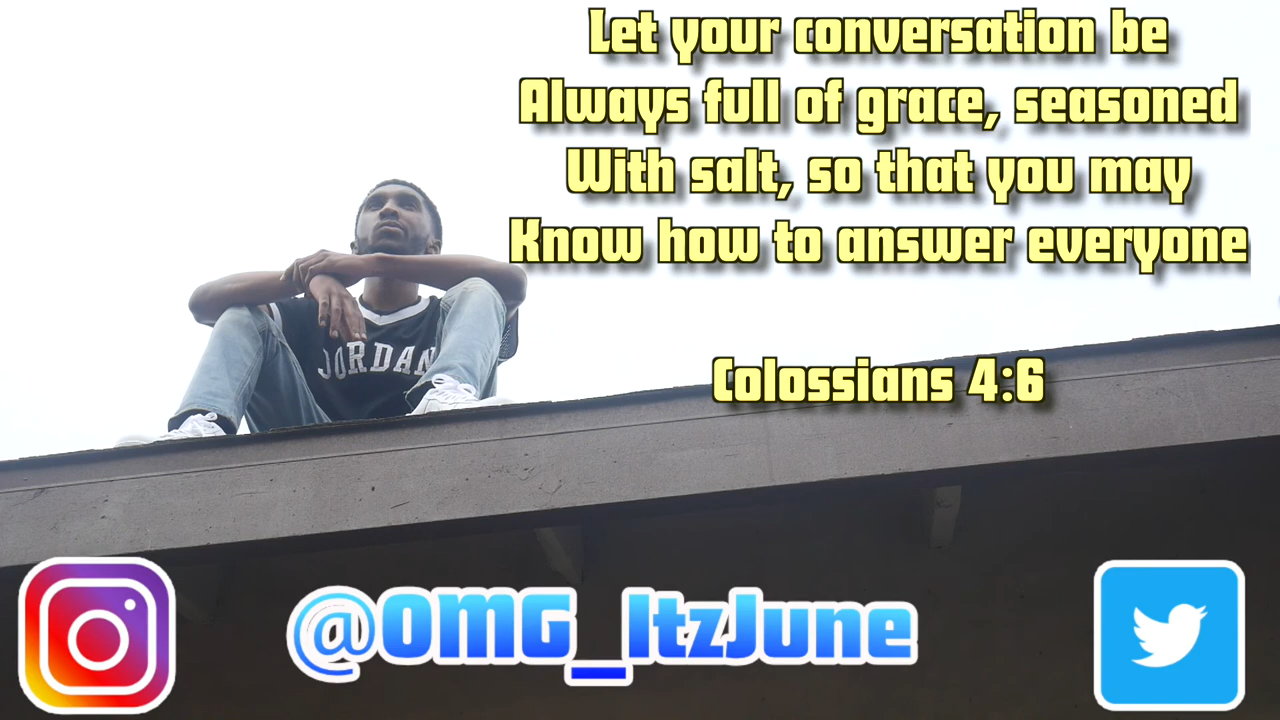 Let your conversation be
Always full of grace, seasoned
With salt, so that you may
Know how to answer everyone
Colossians 4:6
JORDAN
@OMG_ItzJune